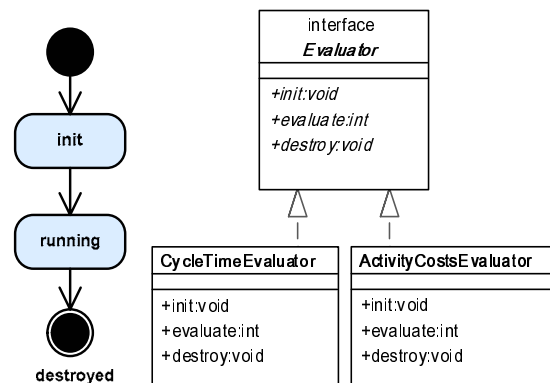 init
running
destroyed
interface
Evaluator
+init:void
+evaluate:int
+destroy:void
CycleTimeEvaluator
+init:void
+evaluate:int
+destroy:void
ActivityCostsEvaluator
+init:void
+evaluate:int
+destroy:void